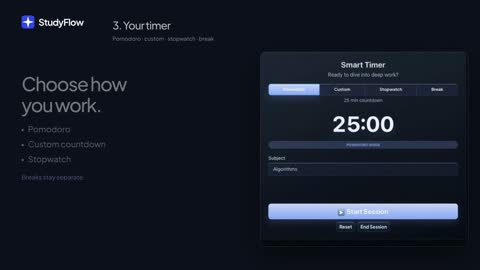 StudyFlow
3. Your timer
Pomodoro · custom · stopwatch · break
Choose how
you work.
• Pomodoro
• Custom countdown
• Stopwatch
Breaks stay separate
Smart Timer
Ready to dive into deep work?
Pomodoro Custom Stopwatch Break
25 min countdown
25:00
POMODORO MODE
Subject
Algorithms
Start Session
Reset End Session